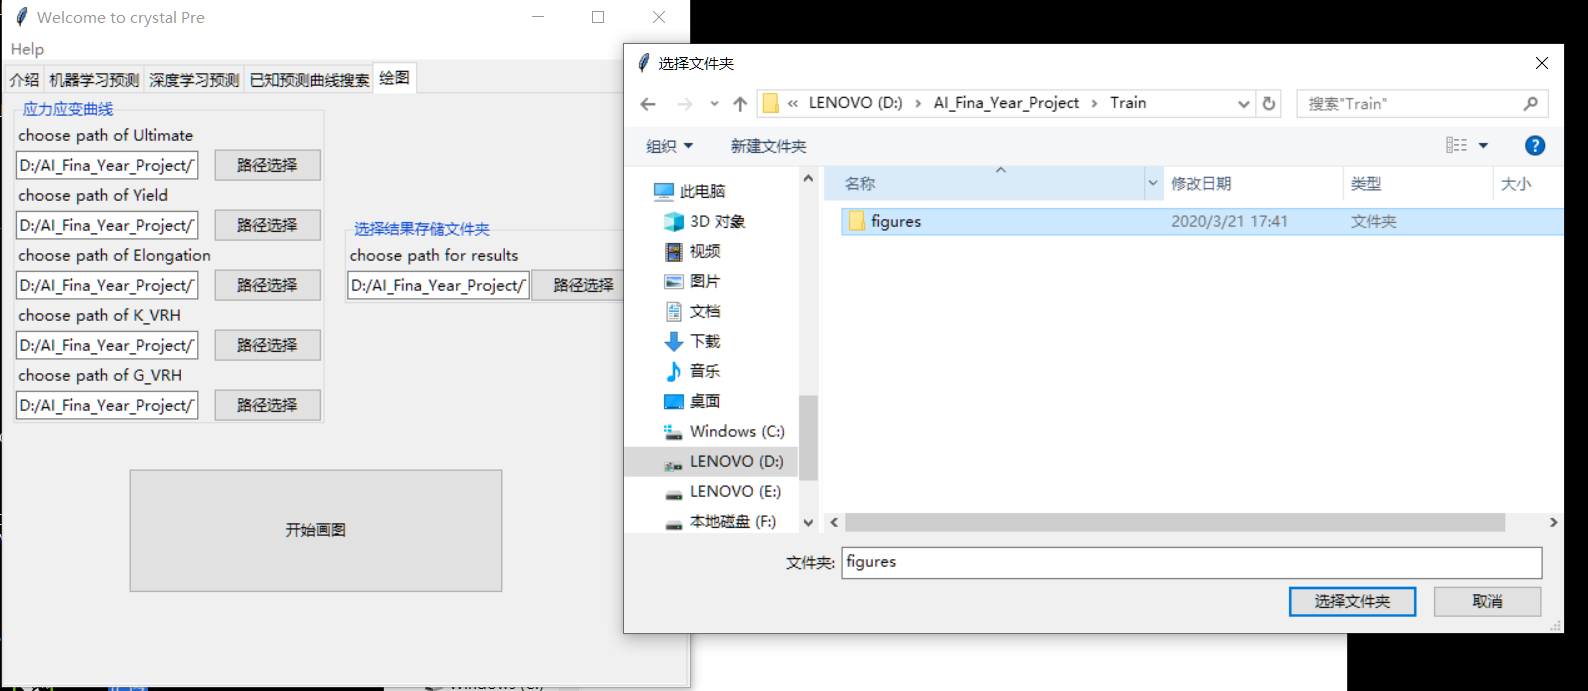 Welcome to crystal Pre
Help
介绍 机器学习预测 深度学习预测 已知预测曲线搜索 绘图
应力应变曲线
choose path of Ultimate
D:/AI_Fina_Year_Project/ 路径选择
choose path of Yield
D:/AI_Fina_Year_Project/ 路径选择
choose path of Elongation
D:/AI_Fina_Year_Project/ 路径选择
choose path of K_VRH
D:/AI_Fina_Year_Project/ 路径选择
choose path of G_VRH
D:/AI_Fina_Year_Project/ 路径选择
选择结果存储文件夹
choose path for results
D:/AI_Fina_Year_Project/ 路径选择
开始画图
选择文件夹
« LENOVO (D:) › AI_Fina_Year_Project › Train
搜索"Train"
组织 新建文件夹
此电脑
3D 对象
视频
图片
文档
下载
音乐
桌面
Windows (C:)
LENOVO (D:)
LENOVO (E:)
本地磁盘 (F:)
名称 修改日期 类型 大小
figures 2020/3/21 17:41 文件夹
文件夹: figures
选择文件夹 取消